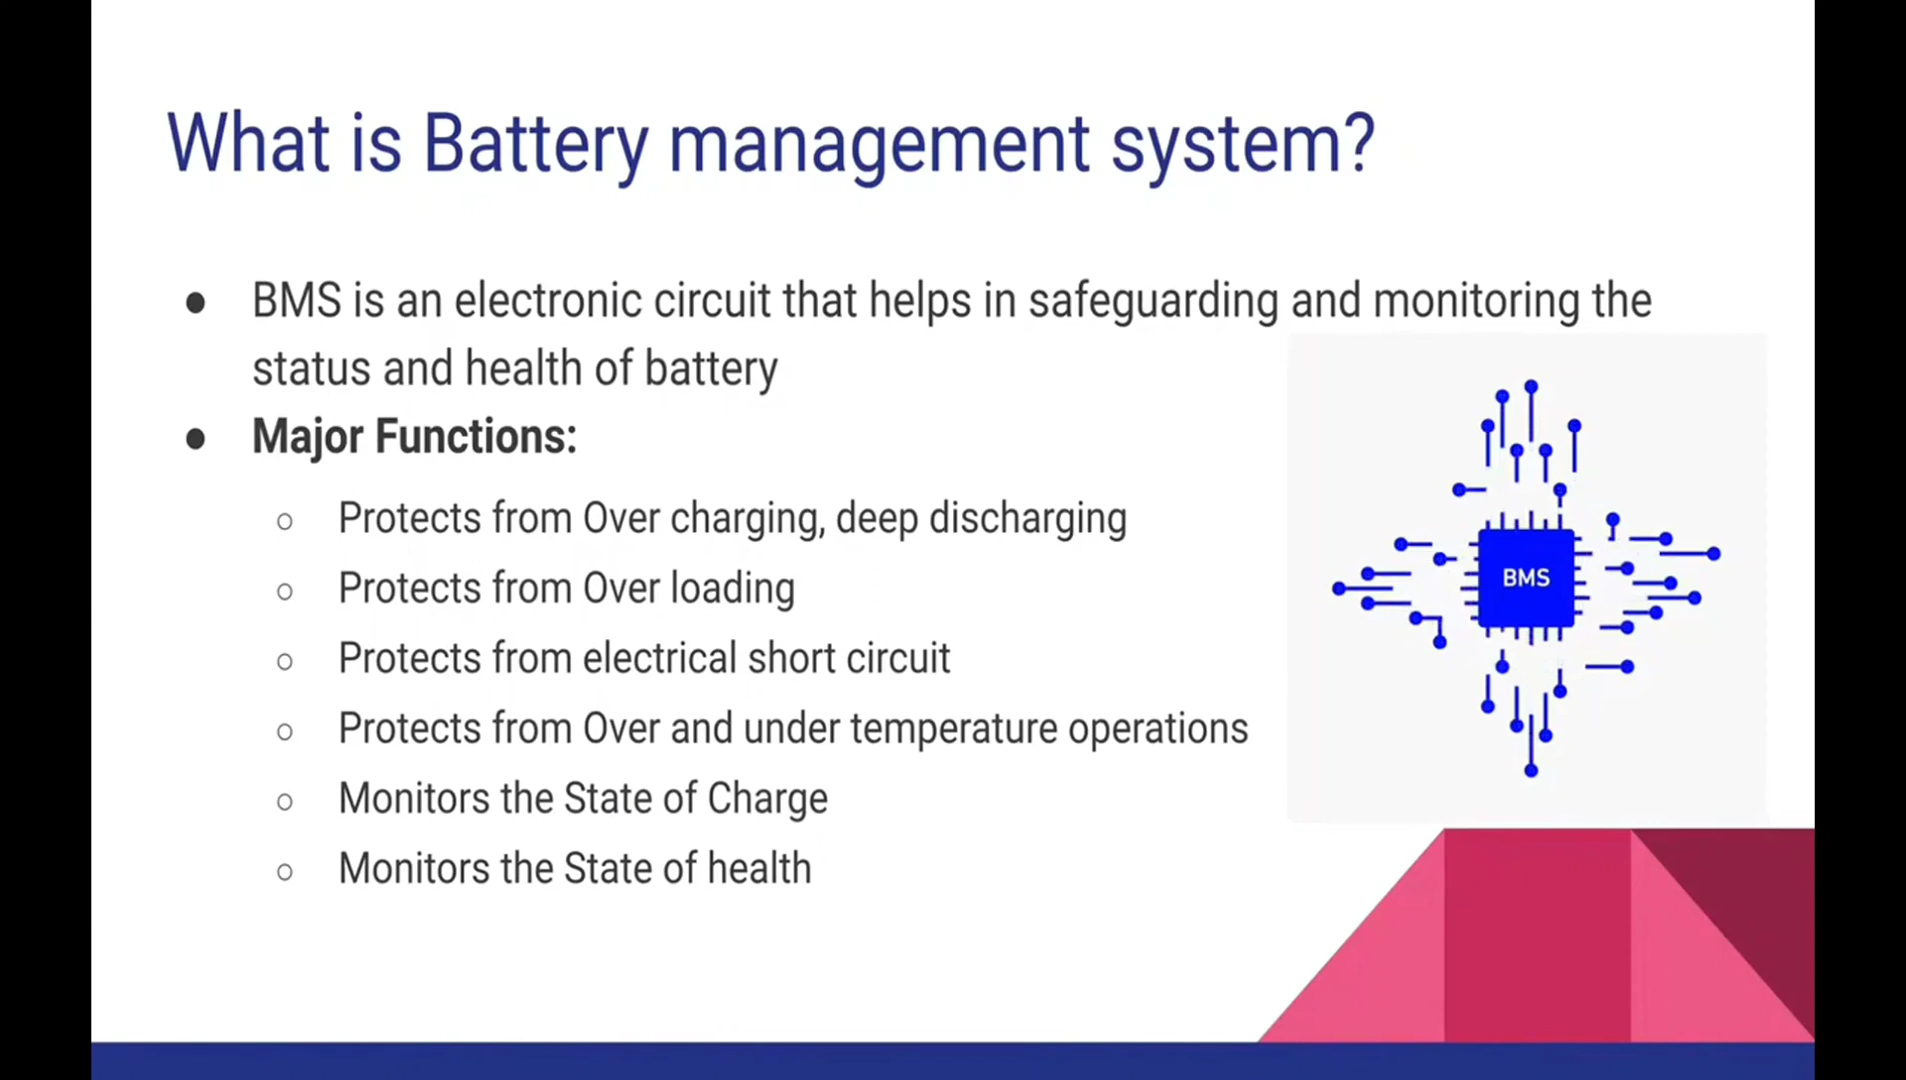 What is Battery management system?
● BMS is an electronic circuit that helps in safeguarding and monitoring the
status and health of battery
● Major Functions:
○ Protects from Over charging, deep discharging
○ Protects from Over loading
○ Protects from electrical short circuit
○ Protects from Over and under temperature operations
○ Monitors the State of Charge
○ Monitors the State of health
BMS